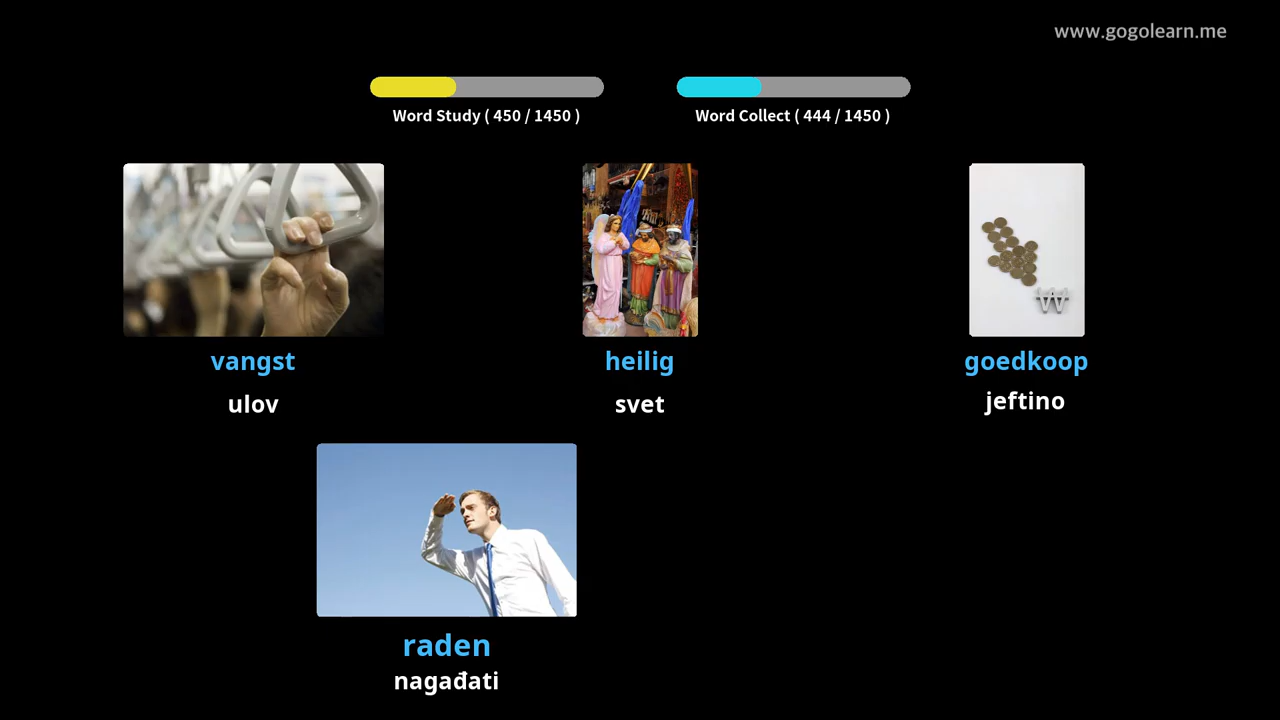 www.gogolearn.me
Word Study ( 450 / 1450 )
Word Collect ( 444 / 1450 )
vangst
heilig
goedkoop
ulov
svet
jeftino
raden
nagađati